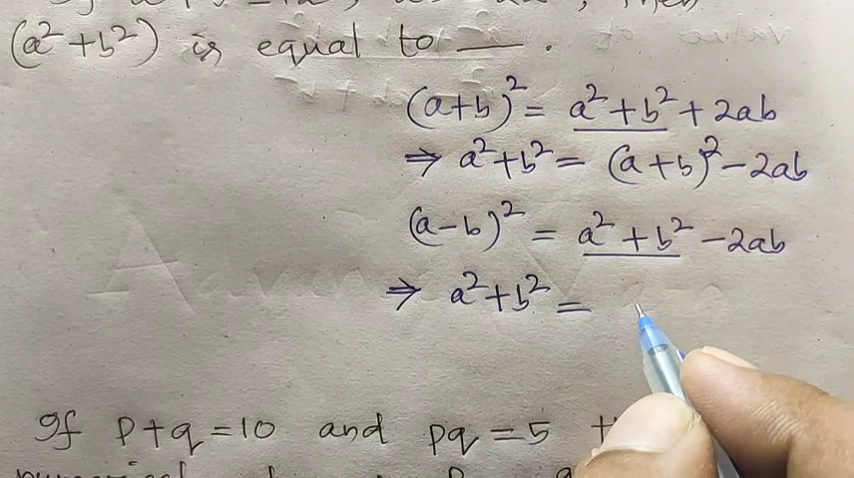 (a²+b²) is equal to ___ .
(a+b)² = a²+b²+2ab
⇒ a²+b² = (a+b)²-2ab
(a-b)² = a²+b²-2ab
⇒ a²+b² =
If P+q=10 and pq=5